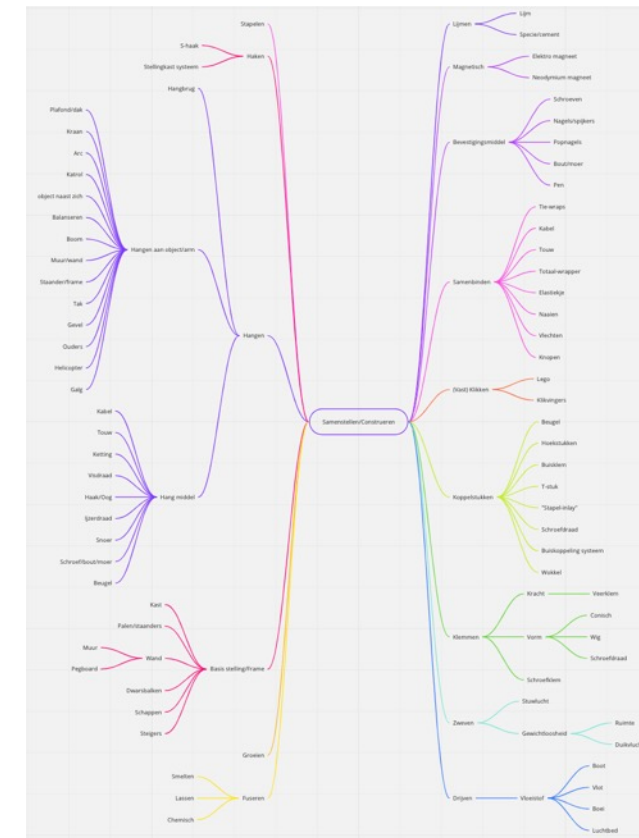 Samenstellen/Construeren
Stapelen
Haken
S-haak
Stellingkast systeem
Hangen
Hangbrug
Hangen aan object/arm
Plafond/dak
Kraan
Arc
Katrol
object naast zich
Balanseren
Boom
Muur/wand
Staander/frame
Tak
Gevel
Ouders
Helicopter
Galg
Hang middel
Kabel
Touw
Ketting
Visdraad
Haak/Oog
Ijzerdraad
Snoer
Schroef/bout/moer
Beugel
Basis stelling/frame
Kast
Palen/staanders
Wand
Muur
Pegboard
Dwarsbalken
Schappen
Steigers
Groeien
Fuseren
Smelten
Lassen
Chemisch
Lijmen
Lijm
Specie/cement
Magnetisch
Elektro magneet
Neodymium magneet
Bevestigingsmiddel
Schroeven
Nagels/spijkers
Popnagels
Bout/moer
Pen
Samenbinden
Tie-wraps
Kabel
Touw
Totaal-wrapper
Elastiekje
Naaien
Vlechten
Knopen
(Vast) Klikken
Lego
Klikvingers
Koppelstukken
Beugel
Hoekstukken
Buisklem
T-stuk
"Stapel-inlay"
Schroefdraad
Buiskoppeling systeem
Wokkel
Klemmen
Kracht
Veerklem
Vorm
Conisch
Wig
Schroefdraad
Schroefklem
Zweven
Stuwlucht
Gewichtloosheid
Ruimte
Drijven
Vloeistof
Boot
Vlot
Boei
Luchtbed